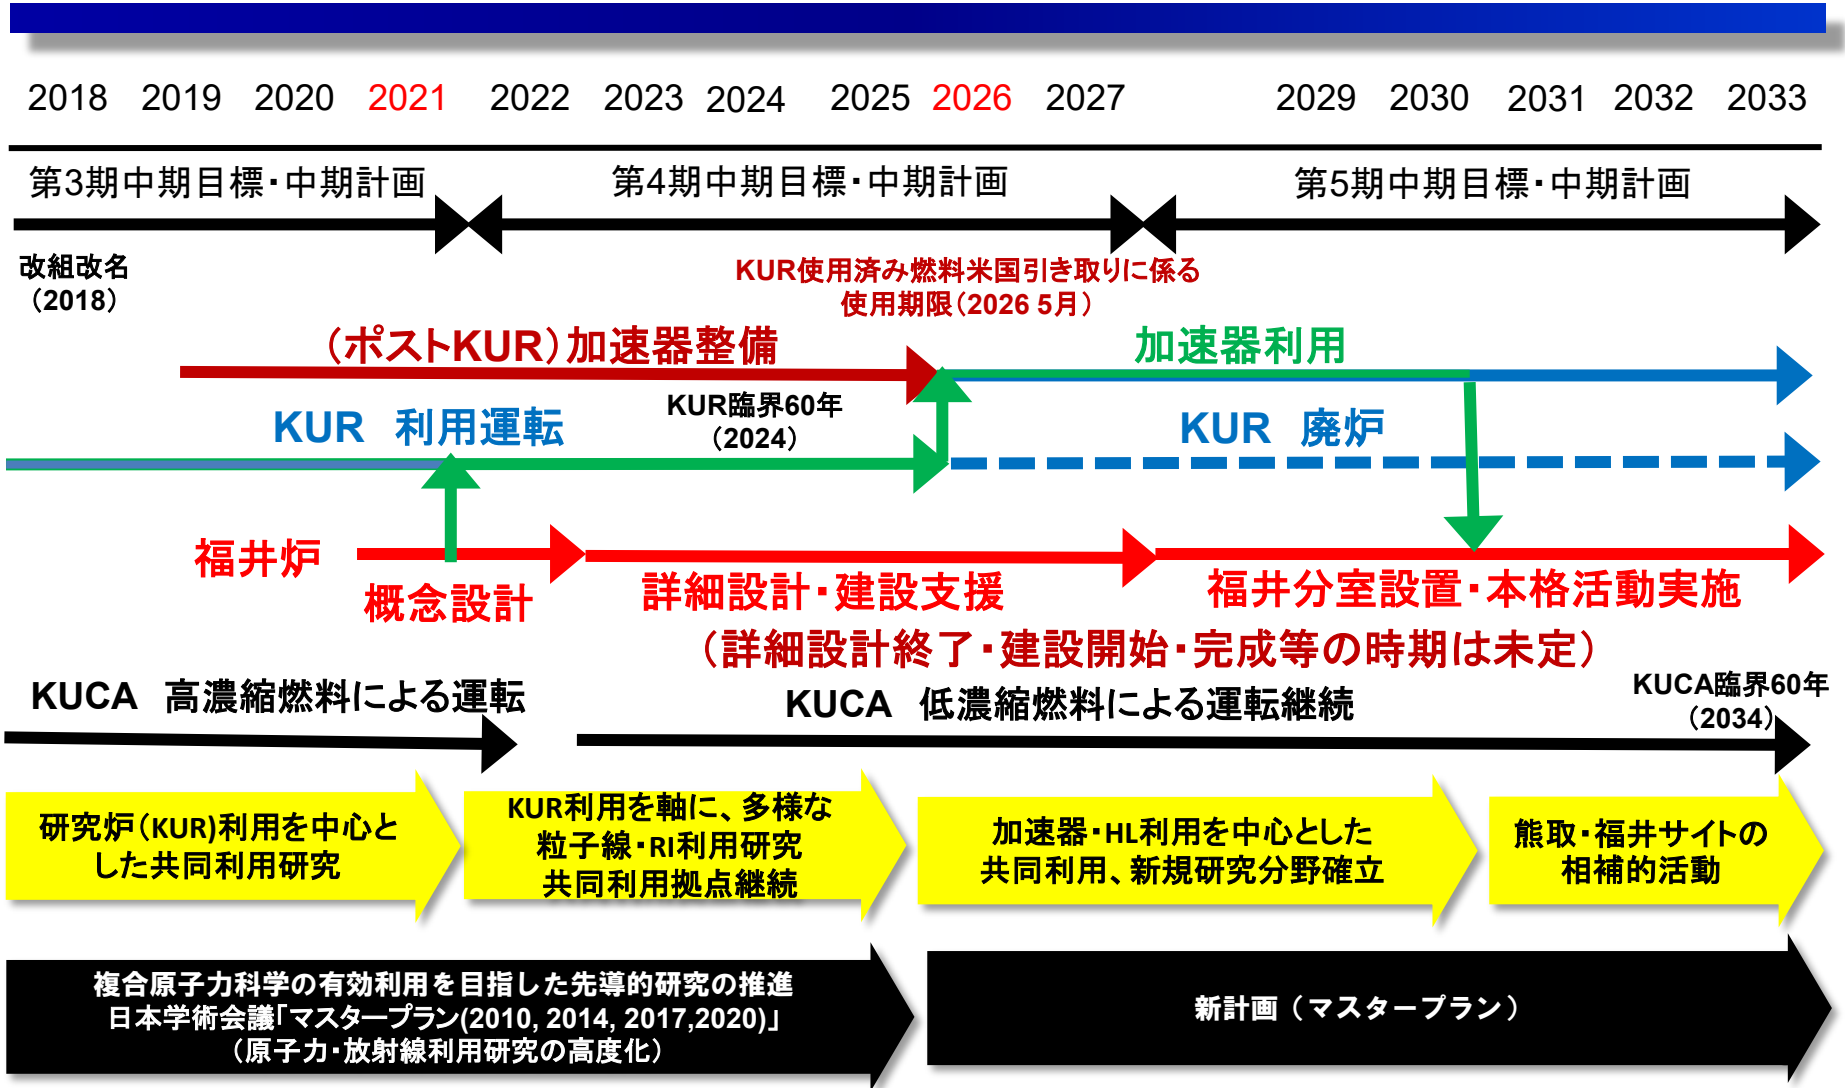 2018 2019 2020 2021 2022 2023 2024 2025 2026 2027 2029 2030 2031 2032 2033
第3期中期目標・中期計画
第4期中期目標・中期計画
第5期中期目標・中期計画
改組改名
（2018）
KUR使用済み燃料米国引き取りに係る
使用期限（2026 5月）
（ポストKUR）加速器整備
加速器利用
KUR臨界60年
（2024）
KUR 利用運転
KUR 廃炉
福井炉
概念設計
詳細設計・建設支援
福井分室設置・本格活動実施
（詳細設計終了・建設開始・完成等の時期は未定）
KUCA 高濃縮燃料による運転
KUCA 低濃縮燃料による運転継続
KUCA臨界60年
（2034）
研究炉（KUR)利用を中心と
した共同利用研究
KUR利用を軸に、多様な
粒子線・RI利用研究
共同利用拠点継続
加速器・HL利用を中心とした
共同利用、新規研究分野確立
熊取・福井サイトの
相補的活動
複合原子力科学の有効利用を目指した先導的研究の推進
日本学術会議「マスタープラン(2010, 2014, 2017,2020)」
（原子力・放射線利用研究の高度化）
新計画（マスタープラン）